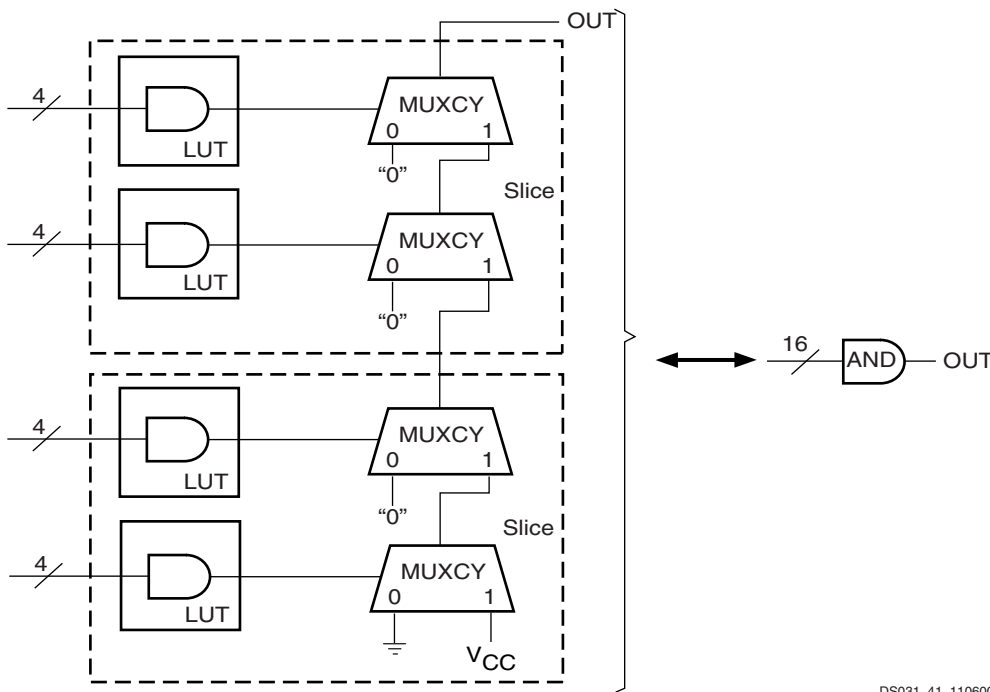 OUT
4
LUT
MUXCY
0 1
“0”
Slice
4
LUT
MUXCY
0 1
“0”
16
AND
OUT
4
LUT
MUXCY
0 1
“0”
Slice
4
LUT
MUXCY
0 1
VCC